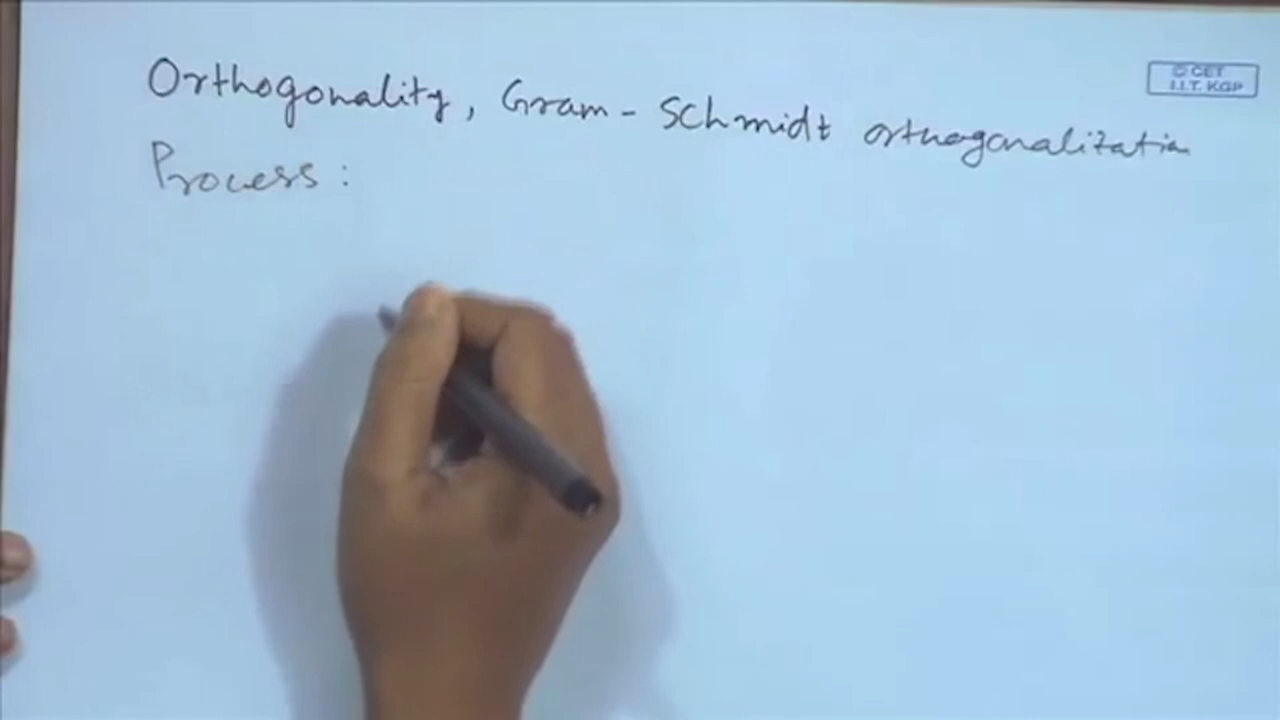 Orthogonality, Gram - Schmidt orthogonalization
Process :
© CET
I.I.T. KGP